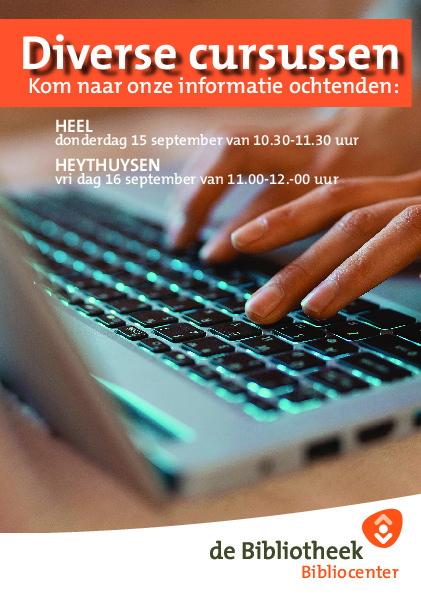 Diverse cursussen
Kom naar onze informatie ochtenden:
HEEL
donderdag 15 september van 10.30-11.30 uur
HEYTHUYSEN
vri dag 16 september van 11.00-12.-00 uur
de Bibliotheek
Bibliocenter